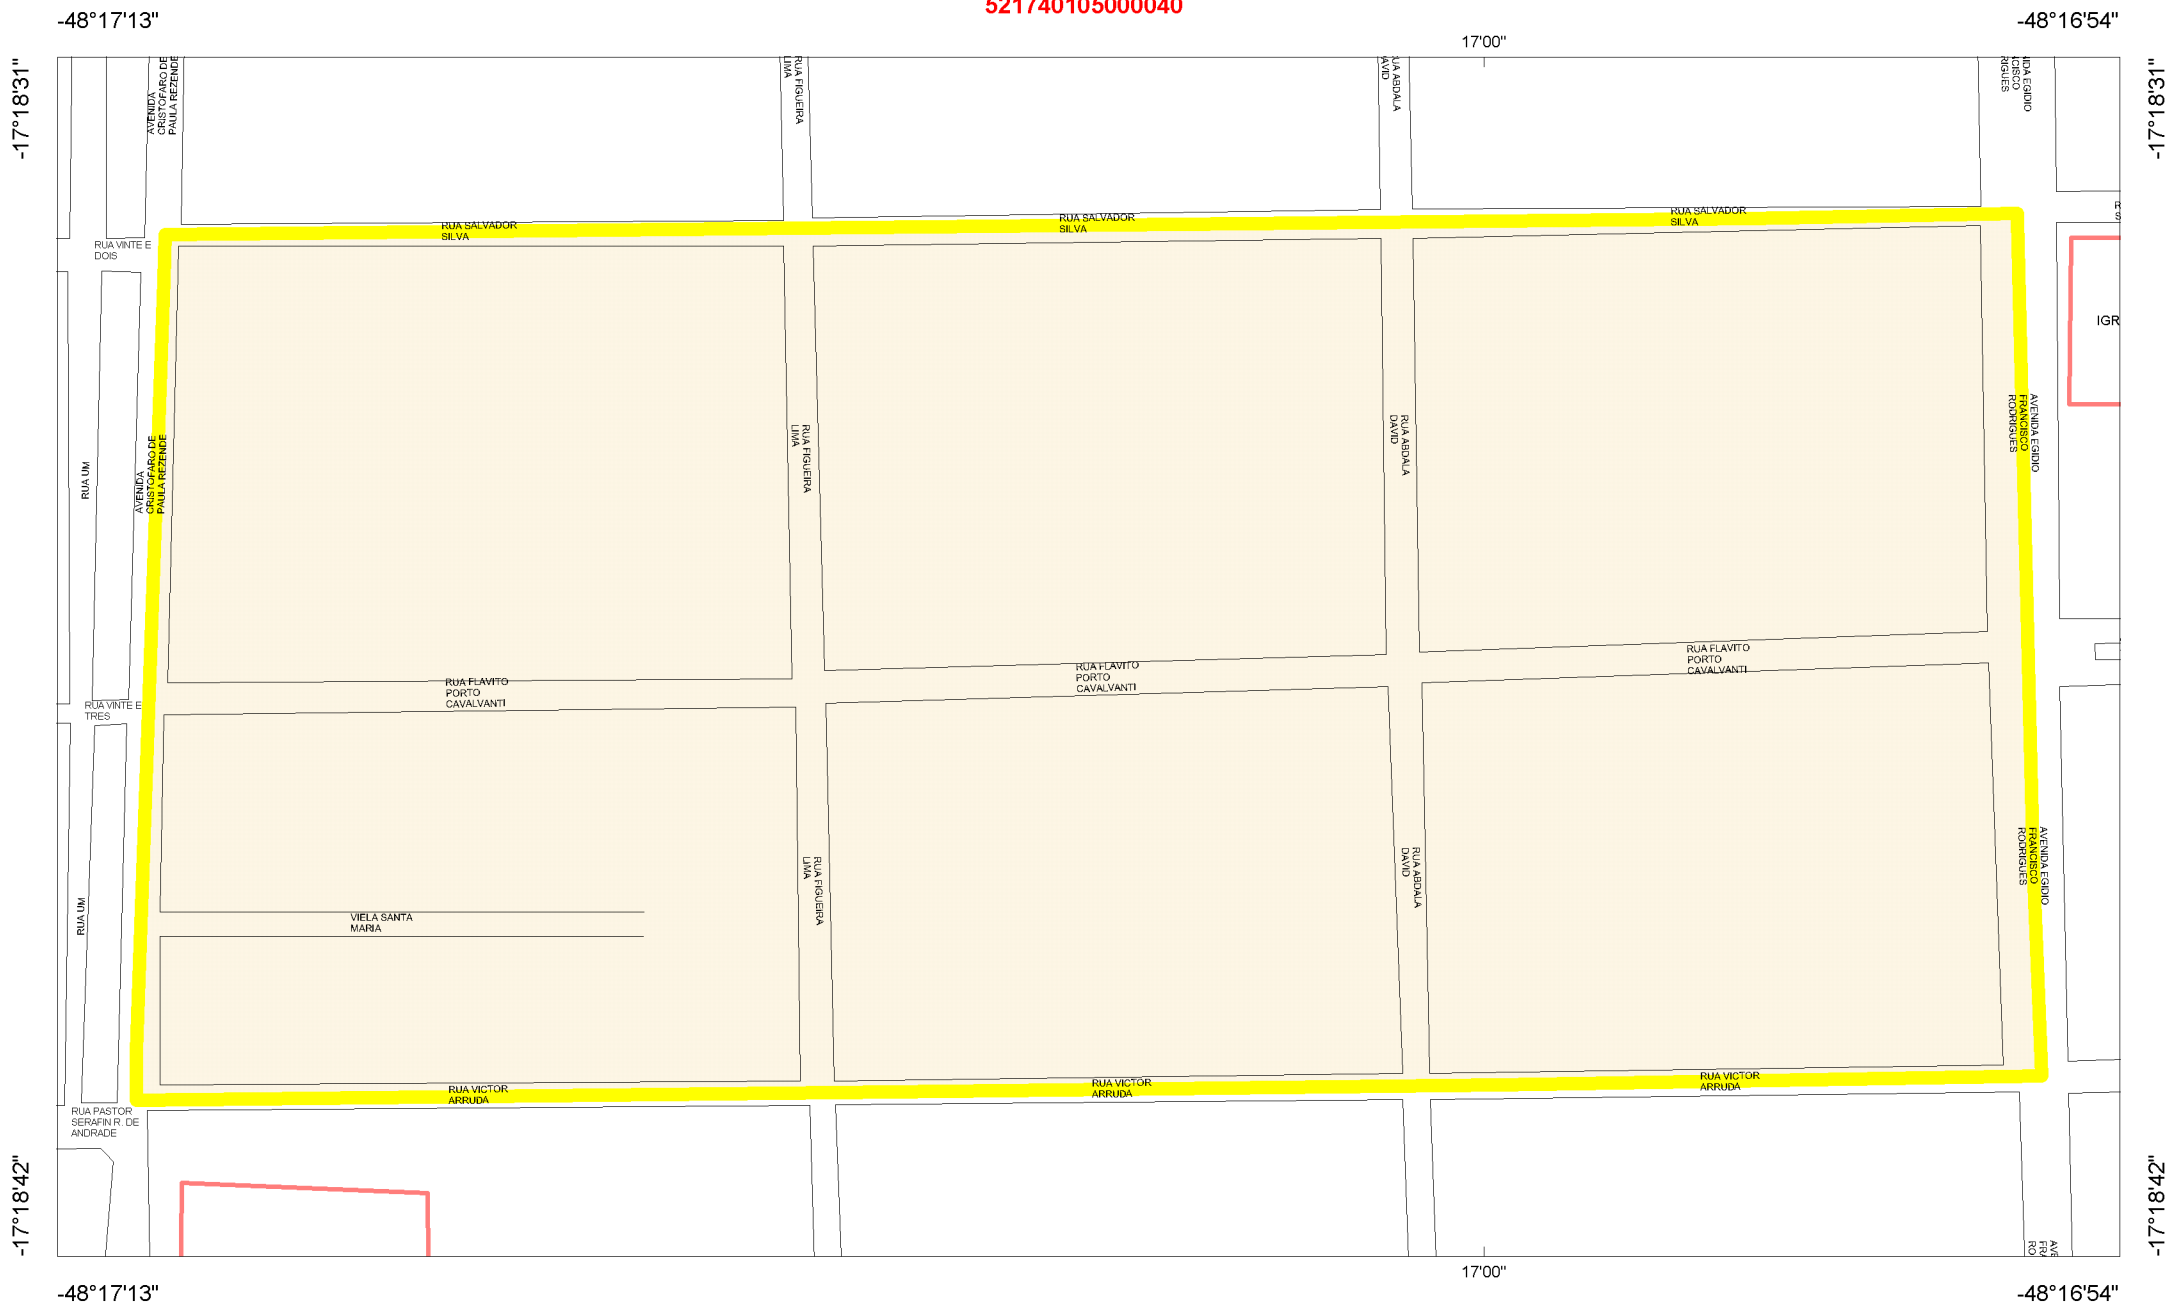 521740105000040
-48°17'13"
-48°16'54"
17'00"
-17°18'31"
-17°18'31"
AVENIDA
CRISTOFARO DE
PAULA REZENDE
RUA FIGUEIRA
LIMA
RUA ABDALA
DAVID
RUA SALVADOR
SILVA
RUA SALVADOR
SILVA
RUA SALVADOR
SILVA
RUA VINTE E
DOIS
IGR
RUA UM
AVENIDA
CRISTOFARO DE
PAULA REZENDE
RUA FIGUEIRA
LIMA
RUA ABDALA
DAVID
AVENIDA EGIDIO
FRANCISCO
RODRIGUES
RUA FLAVITO
PORTO
CAVALVANTI
RUA FLAVITO
PORTO
CAVALVANTI
RUA FLAVITO
PORTO
CAVALVANTI
RUA VINTE E
TRES
RUA UM
VIELA SANTA
MARIA
RUA FIGUEIRA
LIMA
RUA ABDALA
DAVID
AVENIDA EGIDIO
FRANCISCO
RODRIGUES
RUA VICTOR
ARRUDA
RUA VICTOR
ARRUDA
RUA VICTOR
ARRUDA
RUA PASTOR
SERAFIN R. DE
ANDRADE
-17°18'42"
-17°18'42"
17'00"
-48°17'13"
-48°16'54"